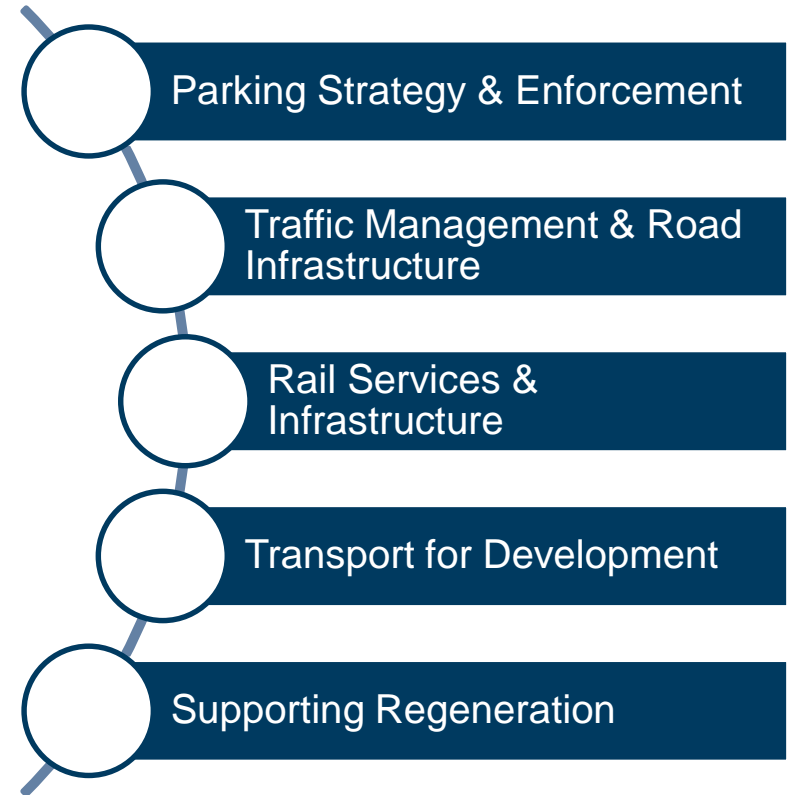 Parking Strategy & Enforcement
Traffic Management & Road
Infrastructure
Rail Services &
Infrastructure
Transport for Development
Supporting Regeneration